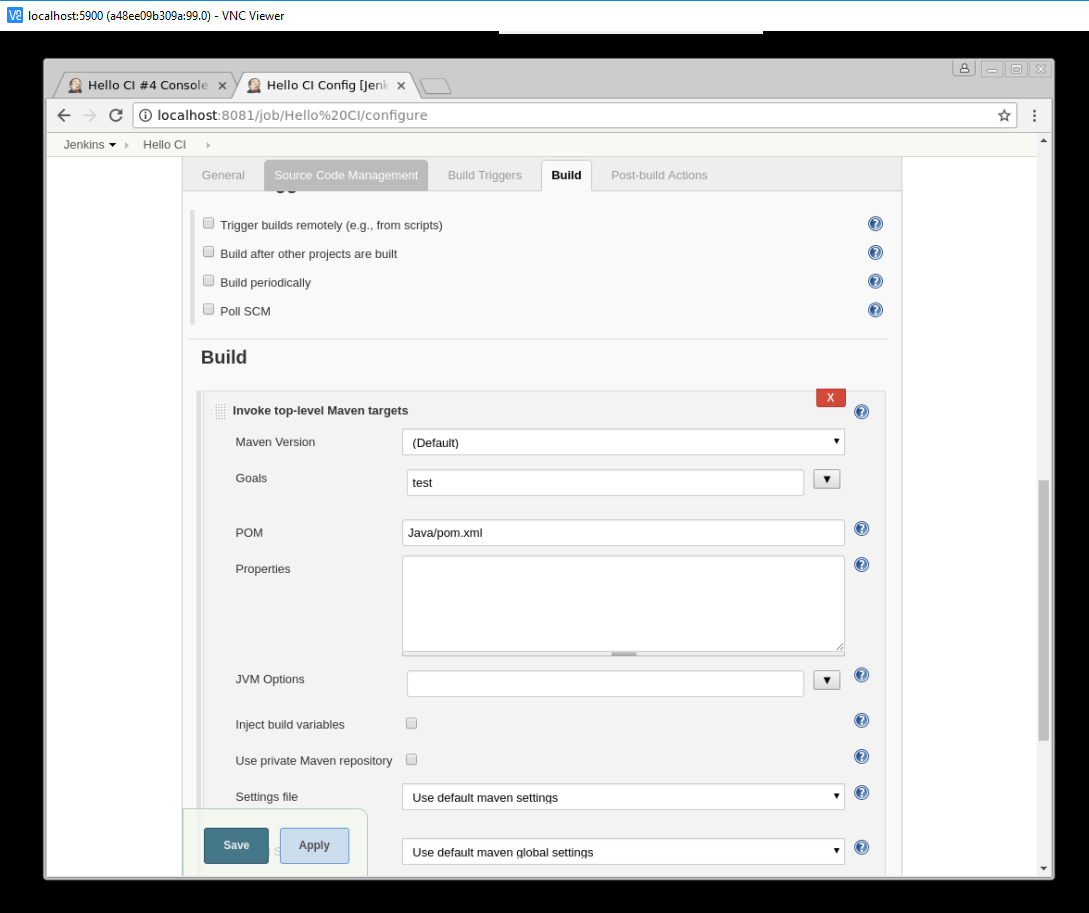 localhost:5900 (a48ee09b309a:99.0) - VNC Viewer
Hello CI #4 Console
Hello CI Config [Jenk
localhost:8081/job/Hello%20CI/configure
Jenkins
Hello CI
General
Source Code Management
Build Triggers
Build
Post-build Actions
Trigger builds remotely (e.g., from scripts)
Build after other projects are built
Build periodically
Poll SCM
Build
X
Invoke top-level Maven targets
Maven Version
(Default)
Goals
test
POM
Java/pom.xml
Properties
JVM Options
Inject build variables
Use private Maven repository
Settings file
Use default maven settings
Save
Apply
Use default maven global settings